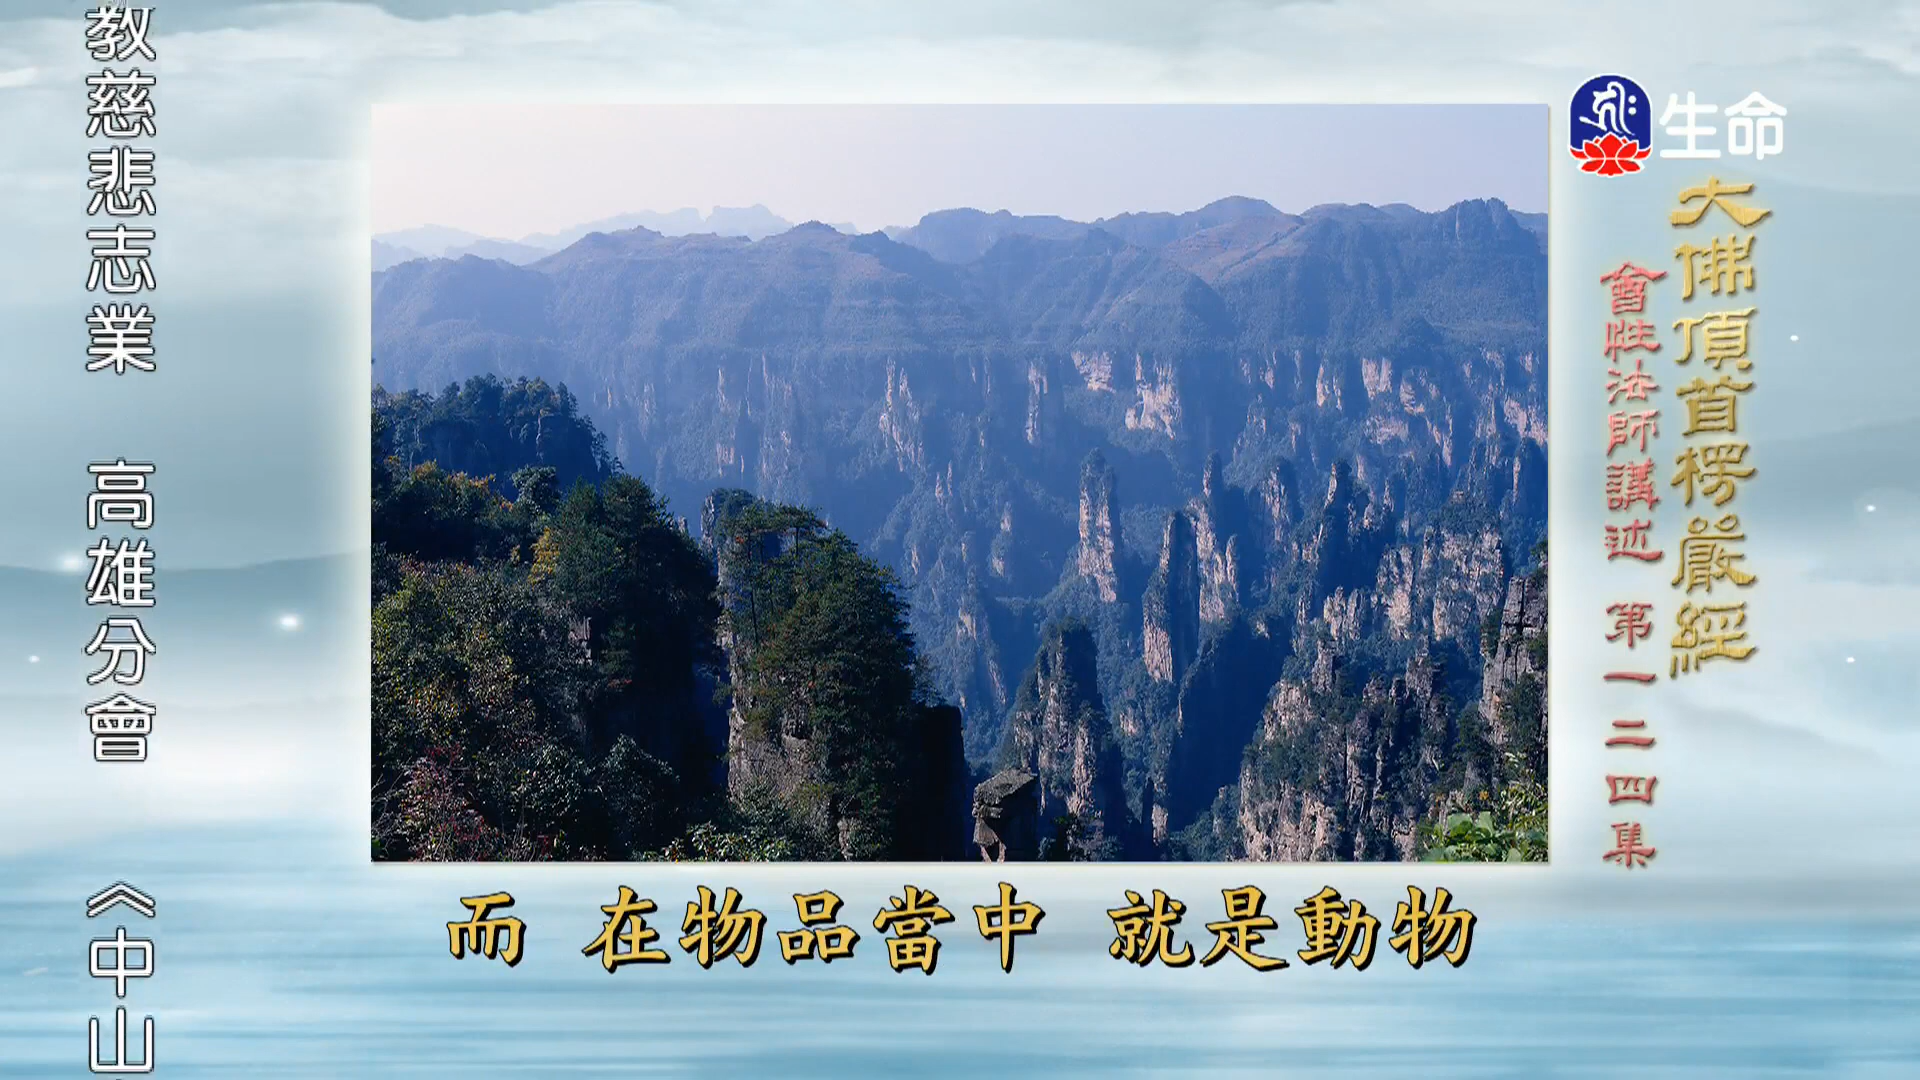 教慈悲志業 高雄分會 《中山
生命
大佛頂首楞嚴經
會性法師講述 第一二四集
而 在物品當中 就是動物